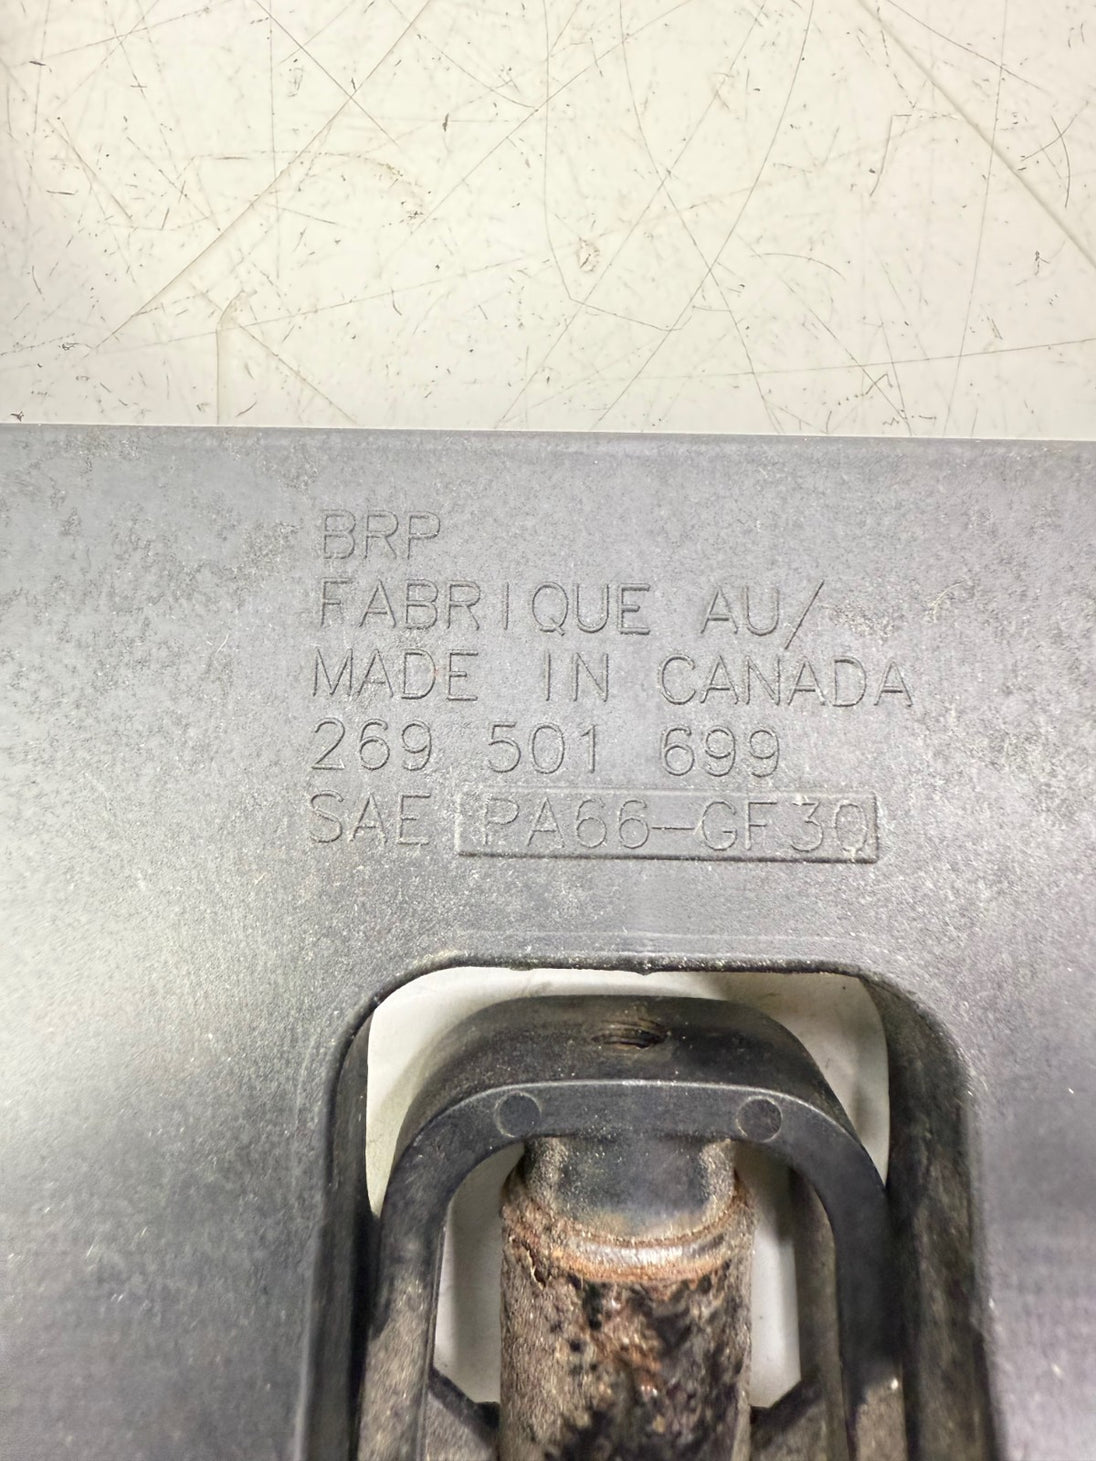 BRP
FABRIQUE AU/
MADE IN CANADA
269 501 699
SAE PA66-GF30